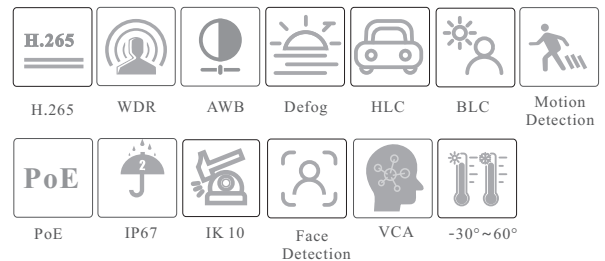 H.265
H.265
WDR
AWB
Defog
HLC
BLC
Motion
Detection
PoE
2
PoE
IP67
IK 10
Face
Detection
VCA
-30°~60°